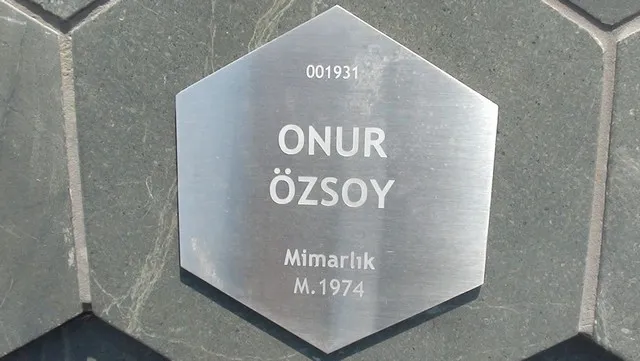 001931
ONUR
ÖZSOY
Mimarlık
M.1974